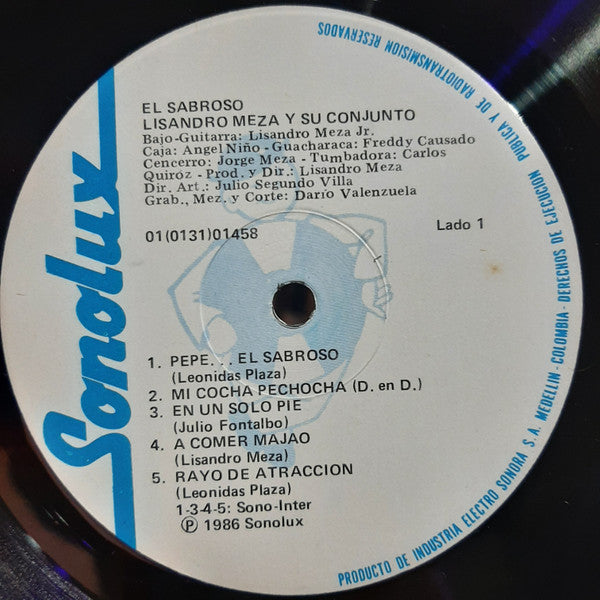 Sonolux
EL SABROSO
LISANDRO MEZA Y SU CONJUNTO
Bajo-Guitarra: Lisandro Meza Jr.
Caja: Angel Niño - Guacharaca: Freddy Causado
Cencerro: Jorge Meza - Tumbadora: Carlos
Quiroz - Prod. y Dir.: Lisandro Meza
Dir. Art.: Julio Segundo Villa
Grab., Mez. y Corte: Darío Valenzuela
01(0131)01458
Lado 1
1. PEPE. . . EL SABROSO
(Leonidas Plaza)
2. MI COCHA PECHOCHA (D. en D.)
3. EN UN SOLO PIE
(Julio Fontalbo)
4. A COMER MAJAO
(Lisandro Meza)
5. RAYO DE ATRACCION
(Leonidas Plaza)
1-3-4-5: Sono-Inter
Ⓟ 1986 Sonolux
PRODUCTO DE INDUSTRIA ELECTRO SONORA S.A. MEDELLIN - COLOMBIA - DERECHOS DE EJECUCION PUBLICA Y DE RADIOTRANSMISION RESERVADOS